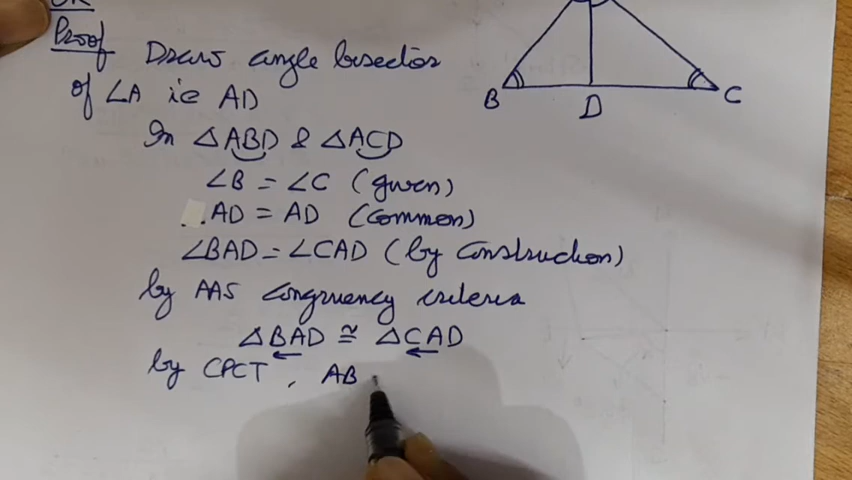 Proof Draw angle bisector
of ∠A ie AD
In △ABD & △ACD
∠B = ∠C (given)
AD = AD (common)
∠BAD = ∠CAD (by construction)
by AAS congruency criteria
△BAD ≅ △CAD
by CPCT, AB
B
D
C